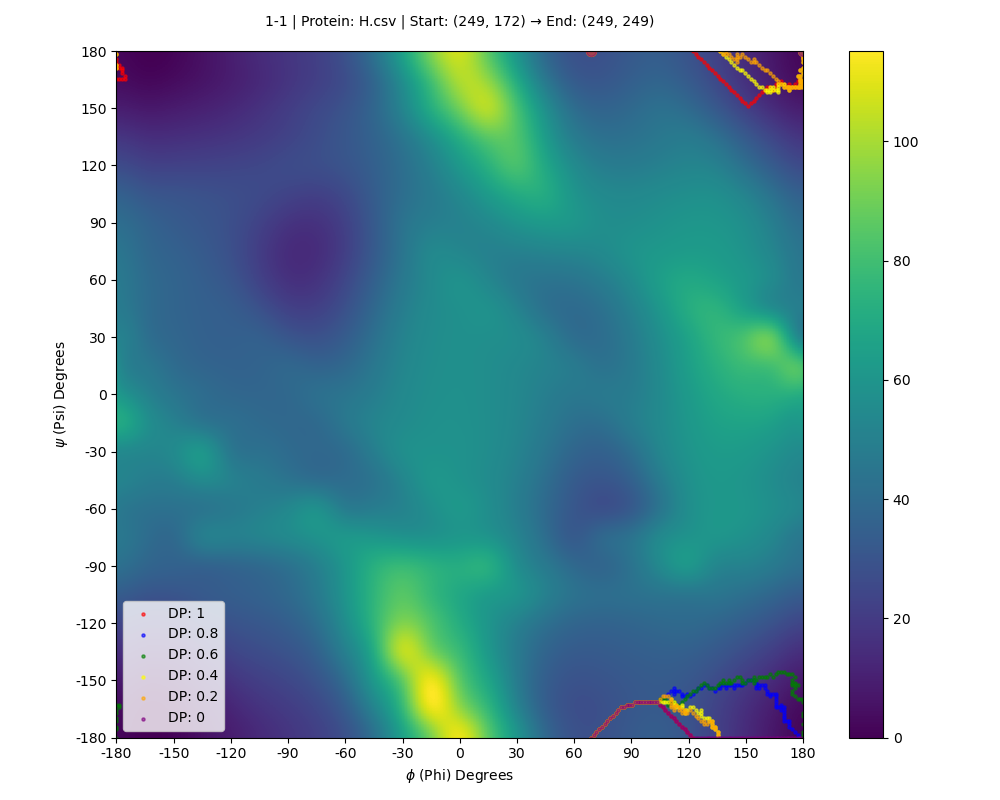 1-1 | Protein: H.csv | Start: (249, 172) → End: (249, 249)
180
150
120
90
60
30
0
-30
-60
-90
-120
-150
-180
ψ (Psi) Degrees
DP: 1
DP: 0.8
DP: 0.6
DP: 0.4
DP: 0.2
DP: 0
-180 -150 -120 -90 -60 -30 0 30 60 90 120 150 180
ϕ (Phi) Degrees
100
80
60
40
20
0